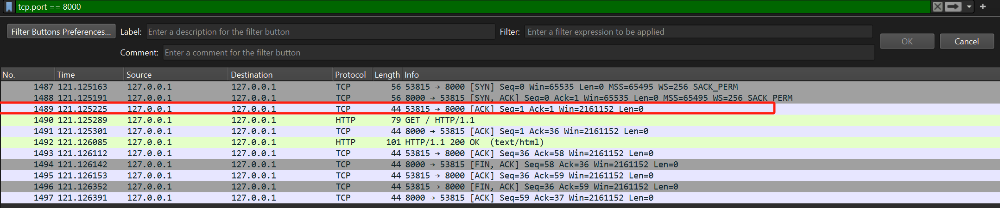 tcp.port == 8000
Filter Buttons Preferences... Label: Enter a description for the filter button Filter: Enter a filter expression to be applied OK Cancel
Comment: Enter a comment for the filter button
No. Time Source Destination Protocol Length Info
1487 121.125163 127.0.0.1 127.0.0.1 TCP 56 53815 → 8000 [SYN] Seq=0 Win=65535 Len=0 MSS=65495 WS=256 SACK_PERM
1488 121.125191 127.0.0.1 127.0.0.1 TCP 56 8000 → 53815 [SYN, ACK] Seq=0 Ack=1 Win=65535 Len=0 MSS=65495 WS=256 SACK_PERM
1489 121.125225 127.0.0.1 127.0.0.1 TCP 44 53815 → 8000 [ACK] Seq=1 Ack=1 Win=2161152 Len=0
1490 121.125289 127.0.0.1 127.0.0.1 HTTP 79 GET / HTTP/1.1
1491 121.125301 127.0.0.1 127.0.0.1 TCP 44 8000 → 53815 [ACK] Seq=1 Ack=36 Win=2161152 Len=0
1492 121.126085 127.0.0.1 127.0.0.1 HTTP 101 HTTP/1.1 200 OK (text/html)
1493 121.126112 127.0.0.1 127.0.0.1 TCP 44 53815 → 8000 [ACK] Seq=36 Ack=58 Win=2161152 Len=0
1494 121.126142 127.0.0.1 127.0.0.1 TCP 44 8000 → 53815 [FIN, ACK] Seq=58 Ack=36 Win=2161152 Len=0
1495 121.126153 127.0.0.1 127.0.0.1 TCP 44 53815 → 8000 [ACK] Seq=36 Ack=59 Win=2161152 Len=0
1496 121.126352 127.0.0.1 127.0.0.1 TCP 44 53815 → 8000 [FIN, ACK] Seq=36 Ack=59 Win=2161152 Len=0
1497 121.126391 127.0.0.1 127.0.0.1 TCP 44 8000 → 53815 [ACK] Seq=59 Ack=37 Win=2161152 Len=0